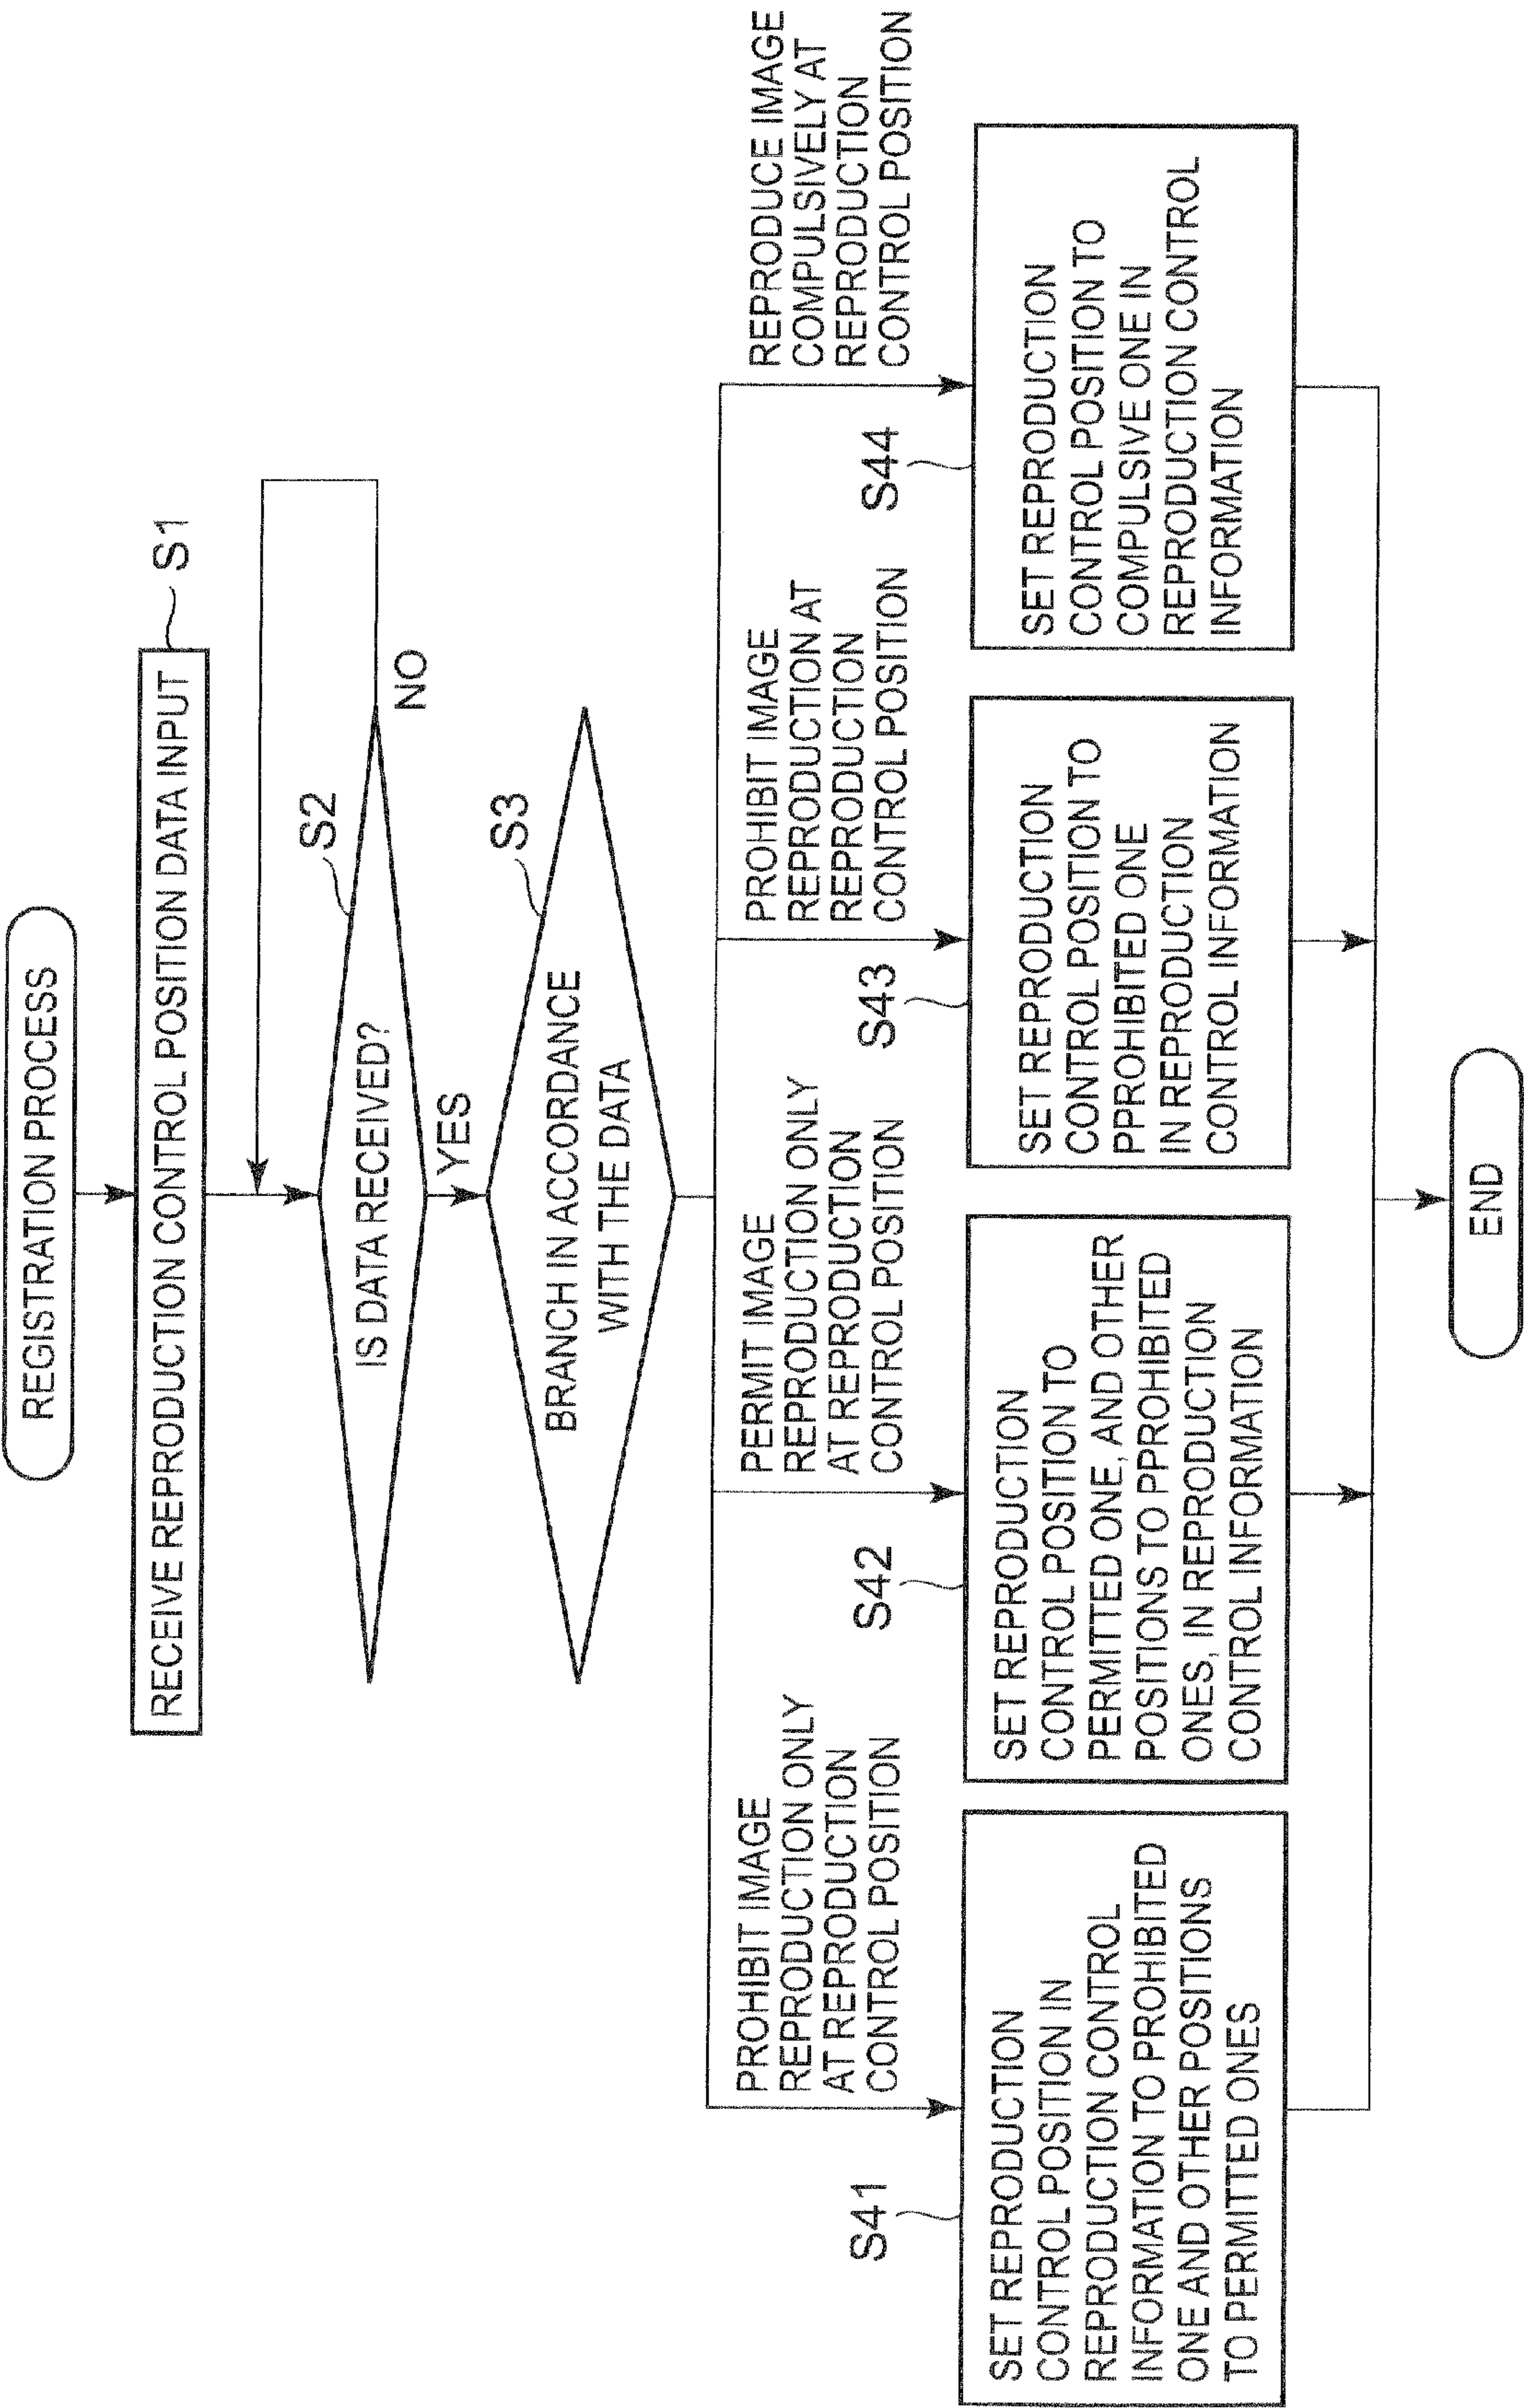 REGISTRATION PROCESS
RECEIVE REPRODUCTION CONTROL POSITION DATA INPUT
S1
IS DATA RECEIVED?
S2
NO
YES
BRANCH IN ACCORDANCE
WITH THE DATA
S3
PROHIBIT IMAGE
REPRODUCTION ONLY
AT REPRODUCTION
CONTROL POSITION
PERMIT IMAGE
REPRODUCTION ONLY
AT REPRODUCTION
CONTROL POSITION
PROHIBIT IMAGE
REPRODUCTION AT
REPRODUCTION
CONTROL POSITION
REPRODUCE IMAGE
COMPULSIVELY AT
REPRODUCTION
CONTROL POSITION
S41
SET REPRODUCTION
CONTROL POSITION IN
REPRODUCTION CONTROL
INFORMATION TO PROHIBITED
ONE AND OTHER POSITIONS
TO PERMITTED ONES
S42
SET REPRODUCTION
CONTROL POSITION TO
PERMITTED ONE, AND OTHER
POSITIONS TO PPROHIBITED
ONES, IN REPRODUCTION
CONTROL INFORMATION
S43
SET REPRODUCTION
CONTROL POSITION TO
PPROHIBITED ONE
IN REPRODUCTION
CONTROL INFORMATION
S44
SET REPRODUCTION
CONTROL POSITION TO
COMPULSIVE ONE IN
REPRODUCTION CONTROL
INFORMATION
END